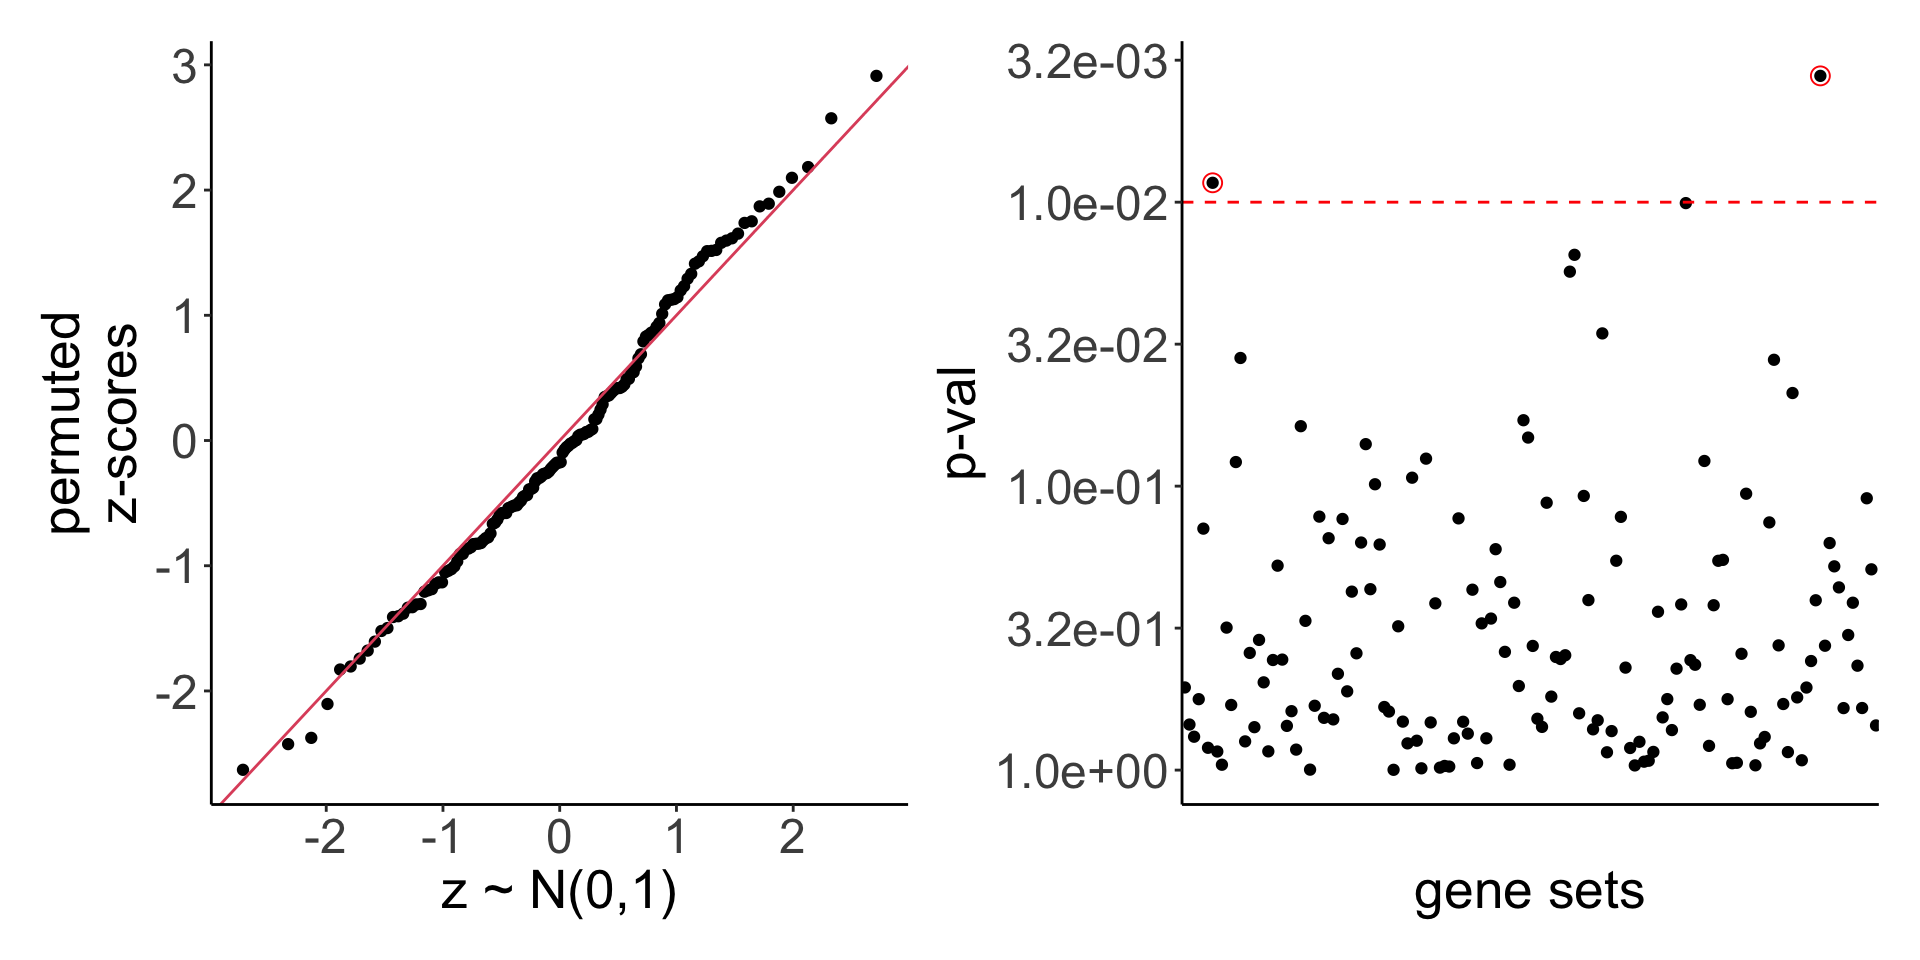 permuted
z-scores
3
2
1
0
-1
-2
-2 -1 0 1 2
z ~ N(0,1)
p-val
3.2e-03
1.0e-02
3.2e-02
1.0e-01
3.2e-01
1.0e+00
gene sets